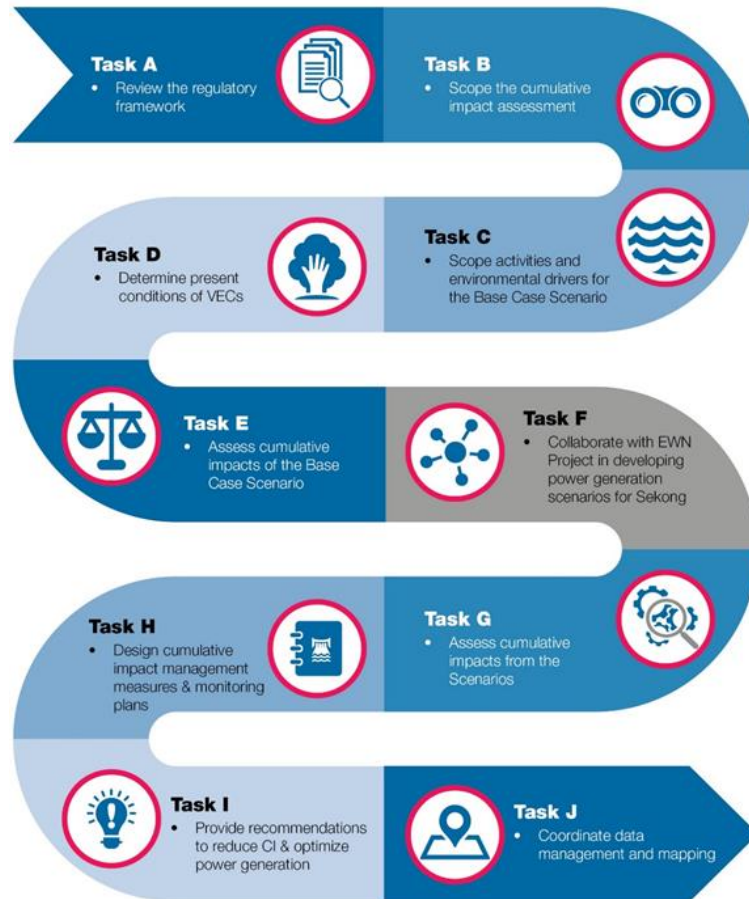 Task A
• Review the regulatory
framework
Task B
• Scope the cumulative
impact assessment
Task C
• Scope activities and
environmental drivers for
the Base Case Scenario
Task D
• Determine present
conditions of VECs
Task E
• Assess cumulative
impacts of the Base
Case Scenario
Task F
• Collaborate with EWN
Project in developing
power generation
scenarios for Sekong
Task G
• Assess cumulative
impacts from the
Scenarios
Task H
• Design cumulative
impact management
measures & monitoring
plans
Task I
• Provide recommendations
to reduce CI & optimize
power generation
Task J
• Coordinate data
management and mapping